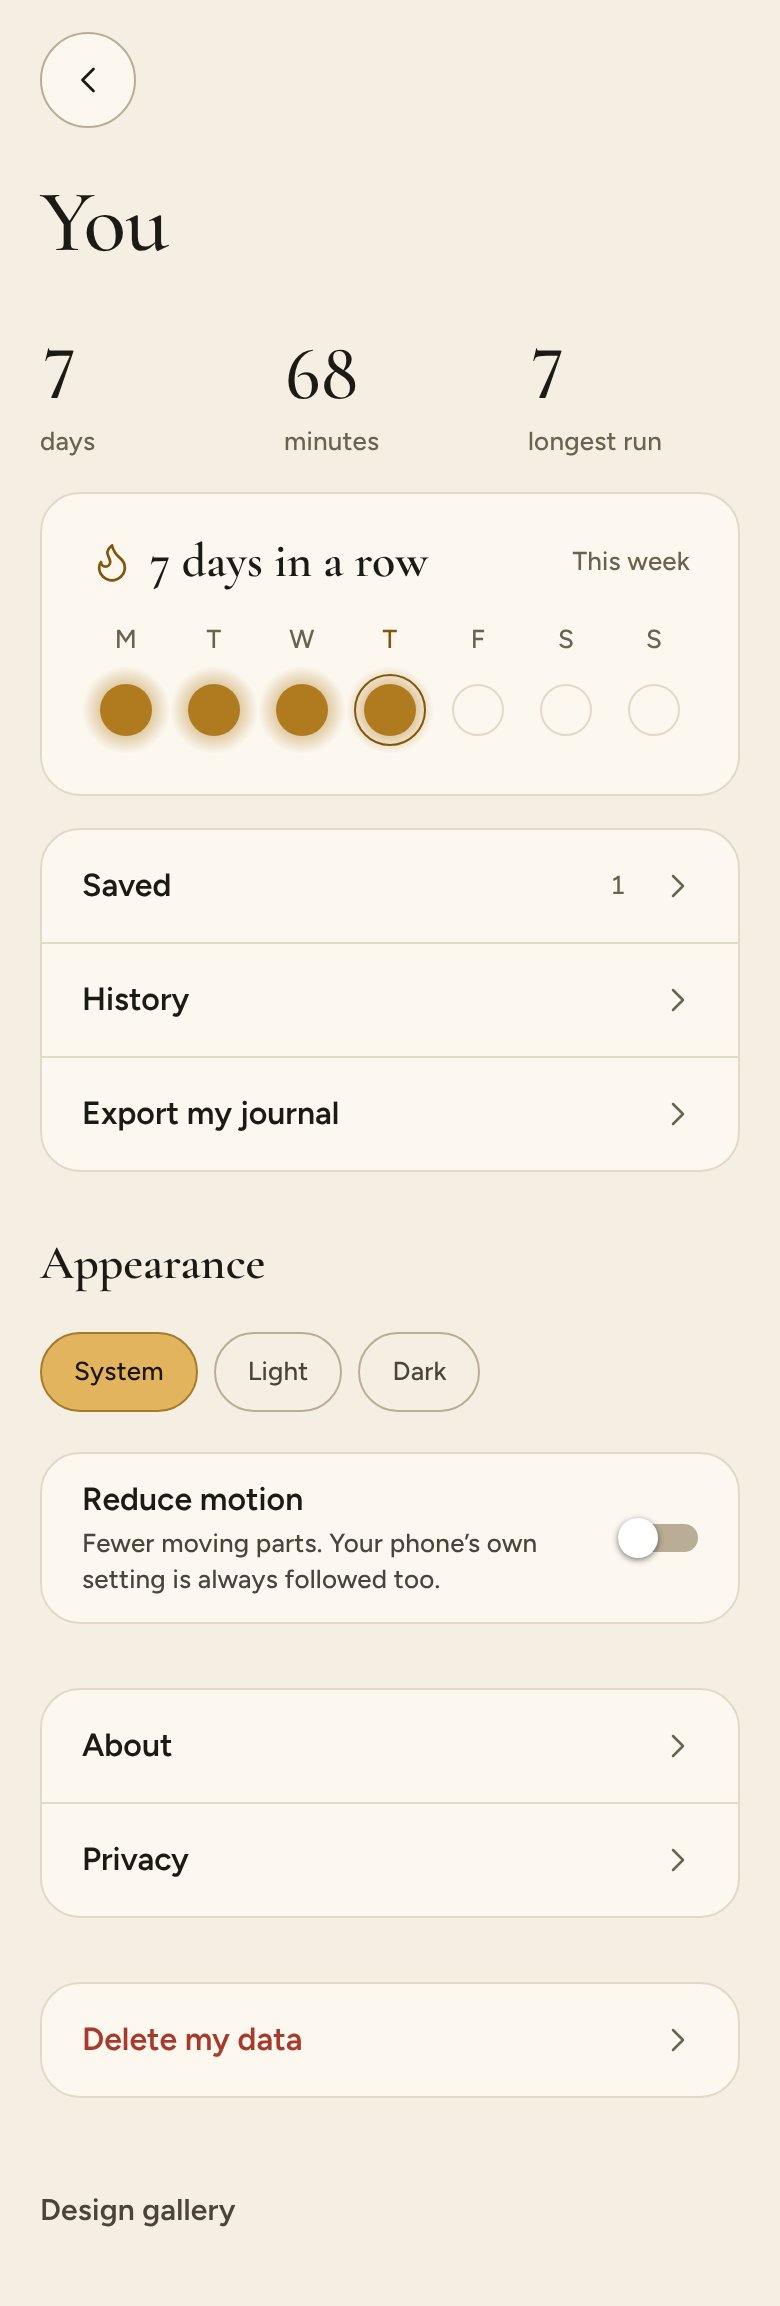 You
7 68 7
days minutes longest run
7 days in a row This week
M T W T F S S
Saved 1
History
Export my journal
Appearance
System Light Dark
Reduce motion
Fewer moving parts. Your phone’s own
setting is always followed too.
About
Privacy
Delete my data
Design gallery